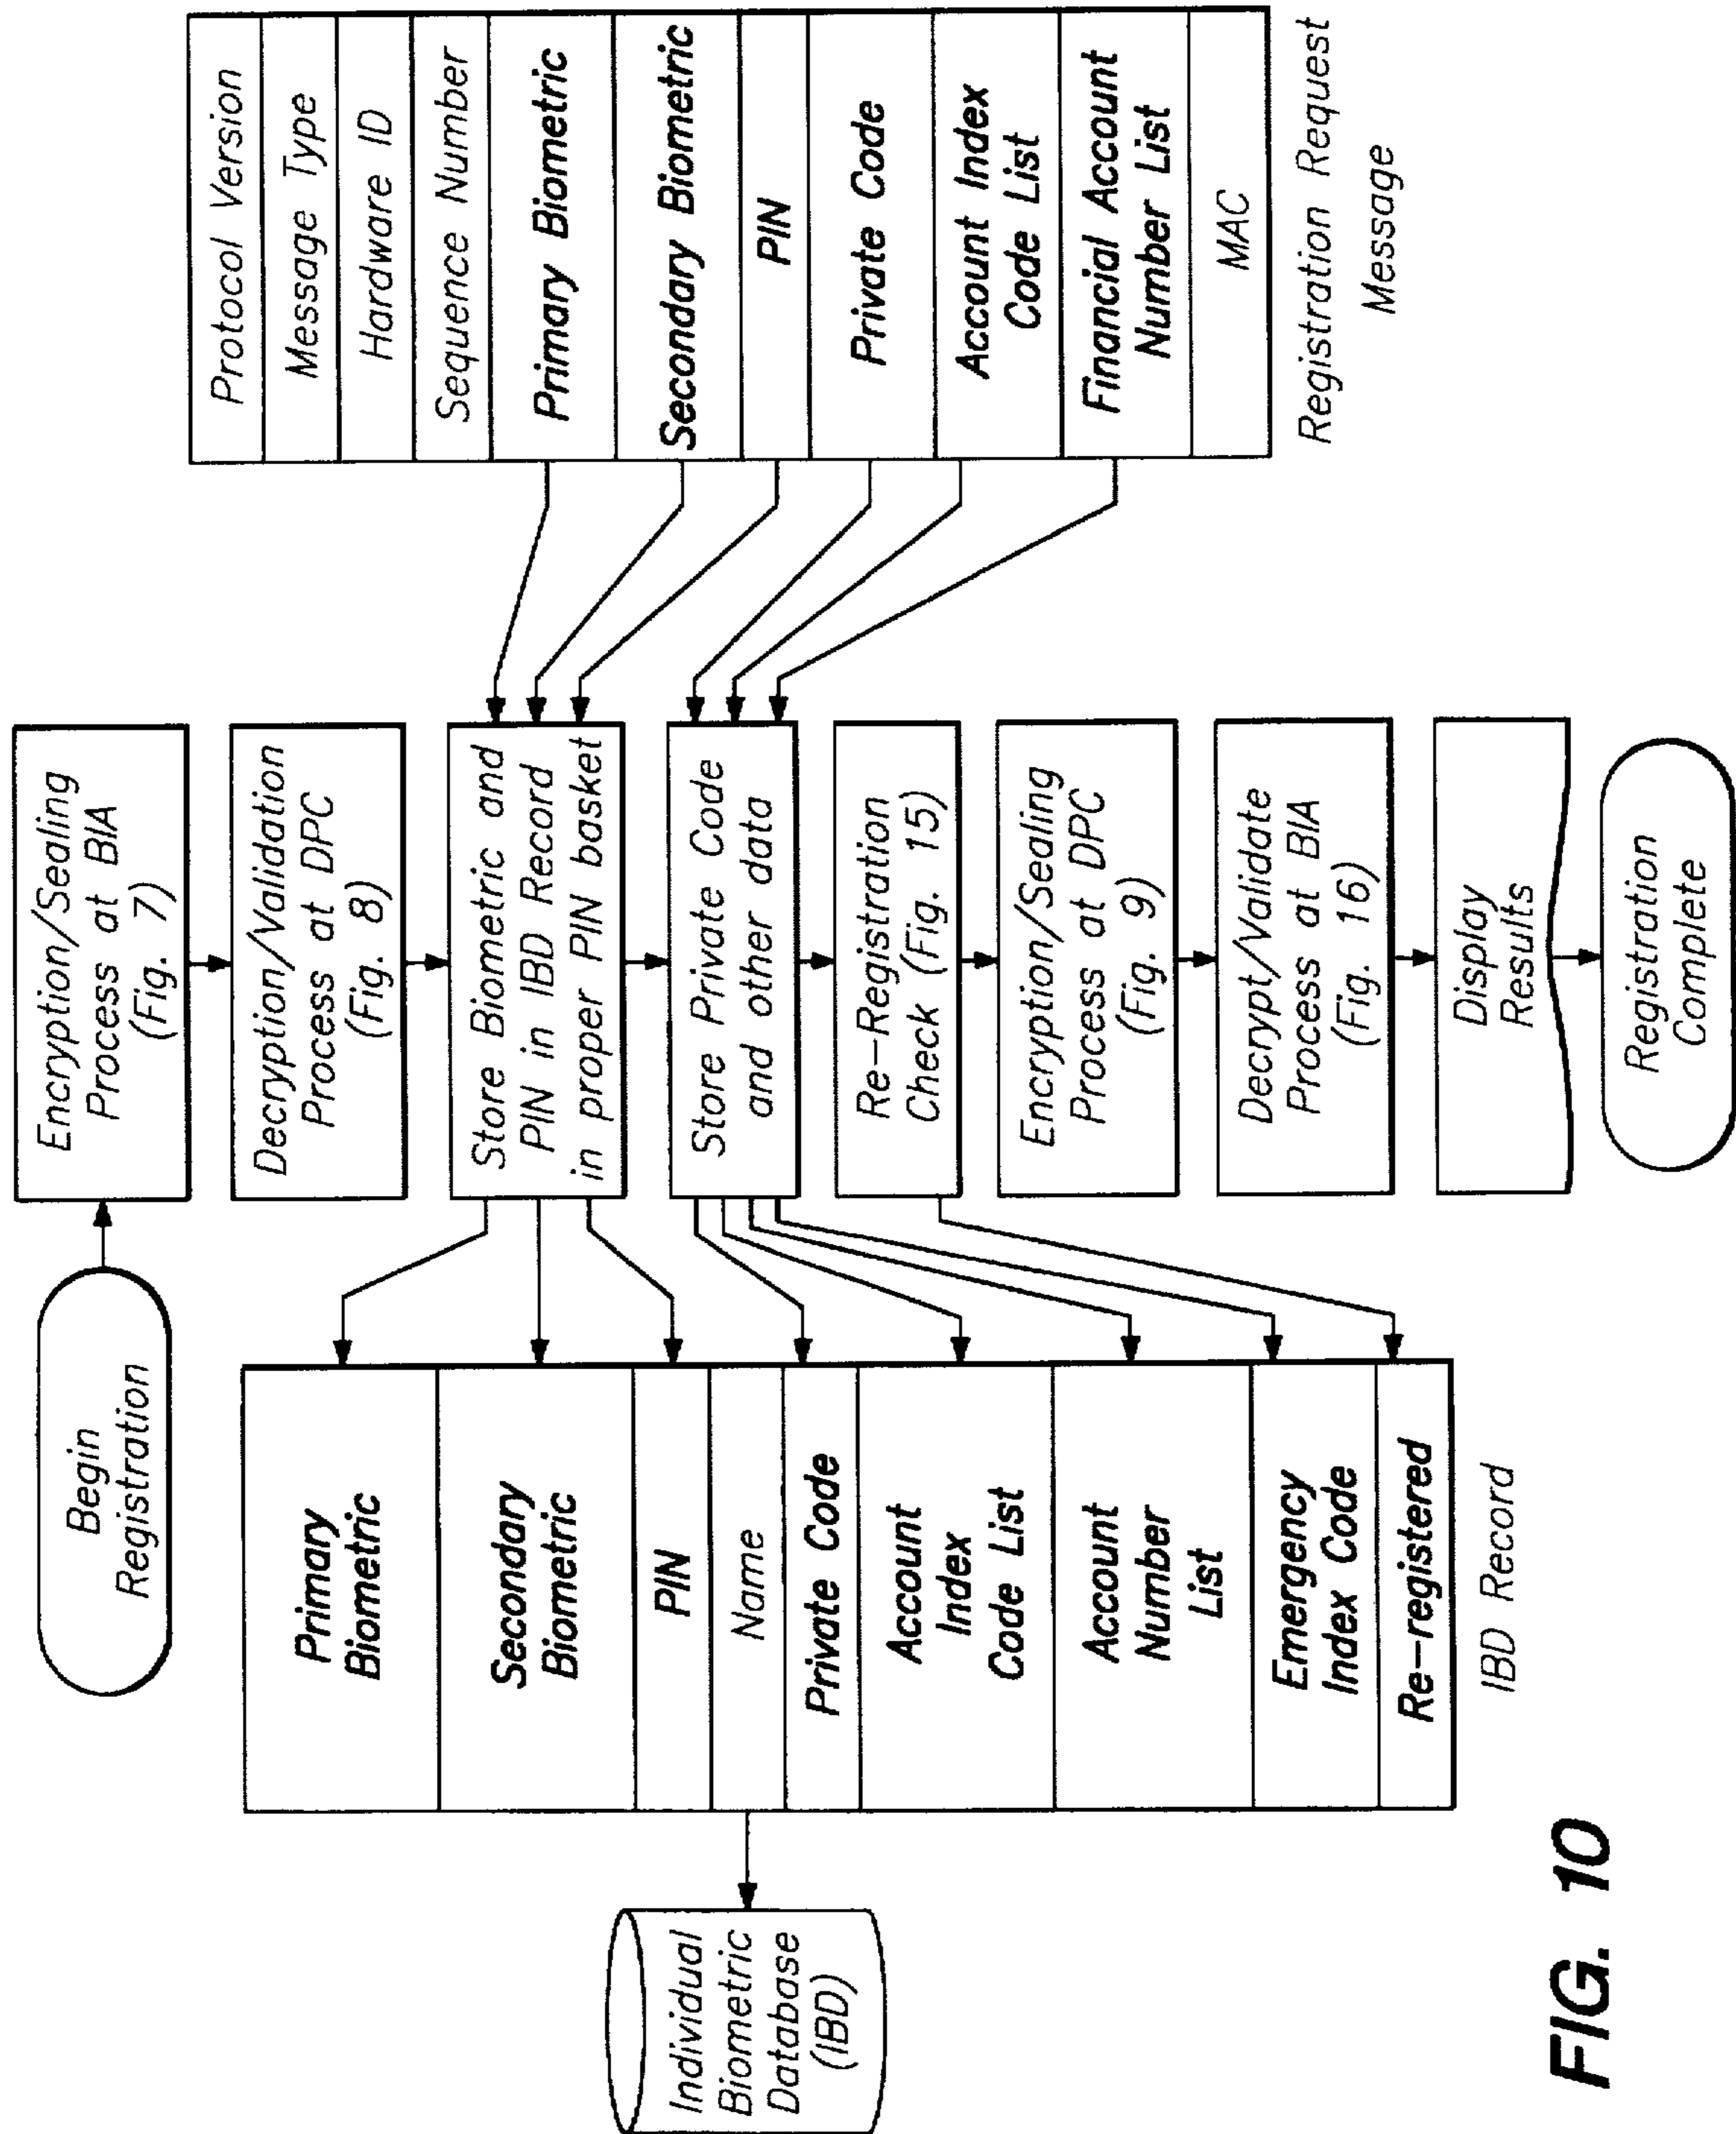 Begin
Registration
Encryption/Sealing
Process at BIA
(Fig. 7)
Decryption/Validation
Process at DPC
(Fig. 8)
Store Biometric and
PIN in IBD Record
in proper PIN basket
Store Private Code
and other data
Re-Registration
Check (Fig. 15)
Encryption/Sealing
Process at DPC
(Fig. 9)
Decrypt/Validate
Process at BIA
(Fig. 16)
Display
Results
Registration
Complete
Protocol Version
Message Type
Hardware ID
Sequence Number
Primary Biometric
Secondary Biometric
PIN
Private Code
Account Index
Code List
Financial Account
Number List
MAC
Registration Request
Message
Primary
Biometric
Secondary
Biometric
PIN
Name
Private Code
Account
Index
Code List
Account
Number
List
Emergency
Index Code
Re-registered
IBD Record
Individual
Biometric
Database
(IBD)
FIG. 10